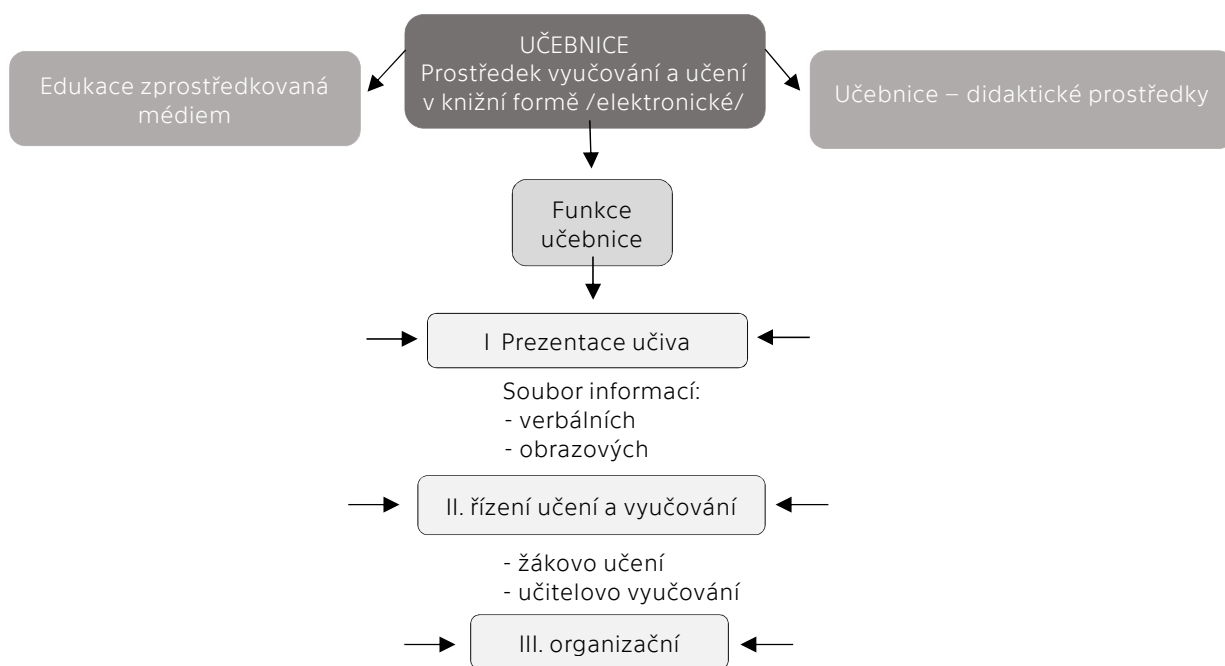 UČEBNICE
Prostředek vyučování a učení
v knižní formě /elektronické/
Edukace zprostředkovaná
médiem
Učebnice – didaktické prostředky
Funkce
učebnice
I Prezentace učiva
Soubor informací:
- verbálních
- obrazových
II. řízení učení a vyučování
- žákovo učení
- učitelovo vyučování
III. organizační